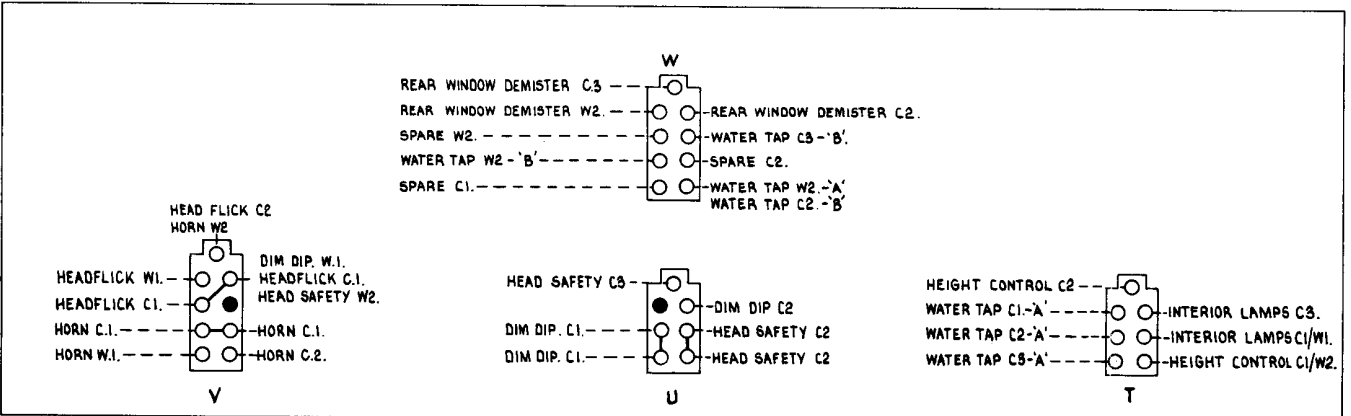 W
REAR WINDOW DEMISTER C.3
REAR WINDOW DEMISTER W2.
REAR WINDOW DEMISTER C2.
SPARE W2.
WATER TAP C3-'B'.
WATER TAP W2-'B'
SPARE C2.
SPARE C1.
WATER TAP W2.-'A'
WATER TAP C2.-'B'
HEAD FLICK C2
HORN W2
DIM DIP. W.1.
HEADFLICK W1.
HEADFLICK C.1.
HEADFLICK C1.
HEAD SAFETY W2.
HORN C.1.
HORN C.1.
HORN W.1.
HORN C.2.
V
HEAD SAFETY C3
DIM DIP C2
DIM DIP. C1.
HEAD SAFETY C2
DIM DIP. C1.
HEAD SAFETY C2
U
HEIGHT CONTROL C2
WATER TAP C1.-'A'
INTERIOR LAMPS C3.
WATER TAP C2-'A'
INTERIOR LAMPS C1/W1.
WATER TAP C3-'A'
HEIGHT CONTROL C1/W2.
T